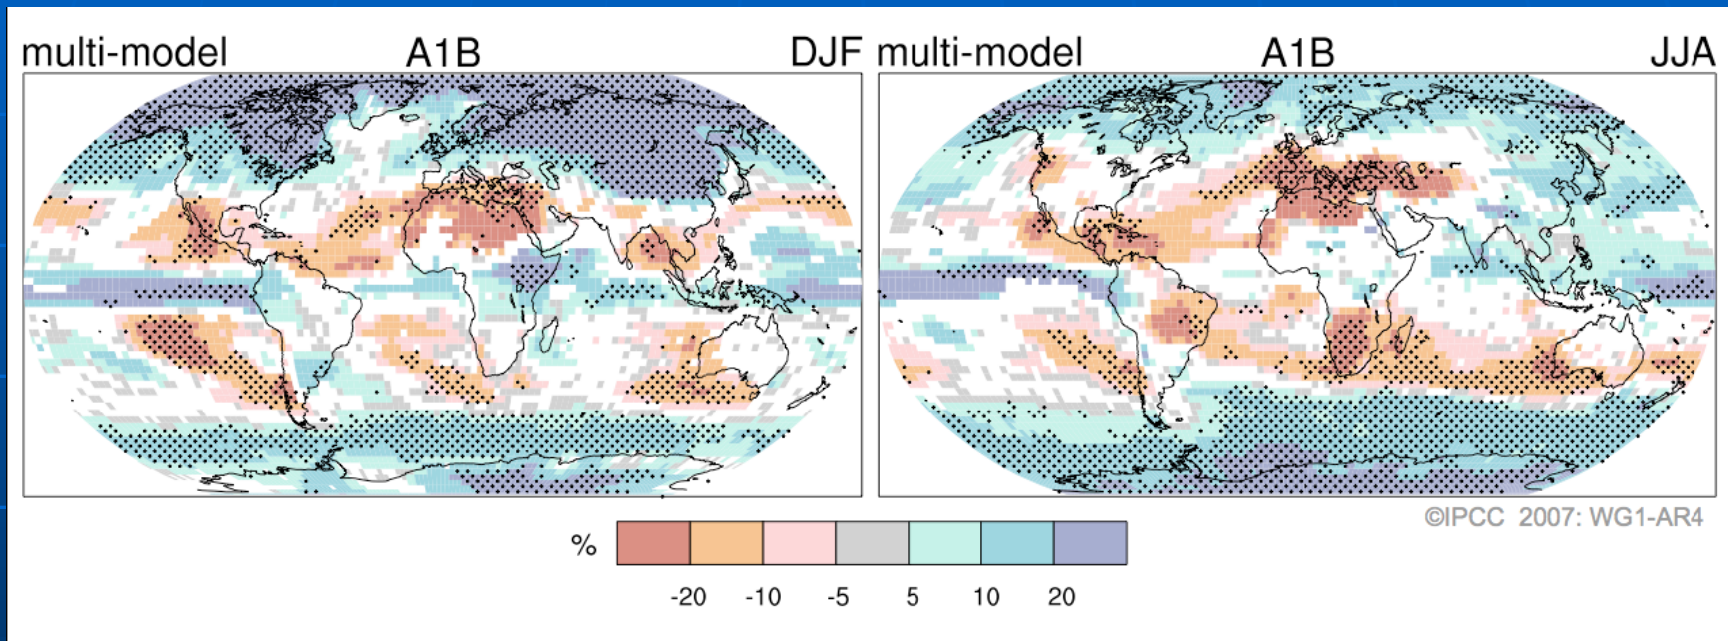 multi-model A1B DJF
multi-model A1B JJA
©IPCC 2007: WG1-AR4
%
-20 -10 -5 5 10 20